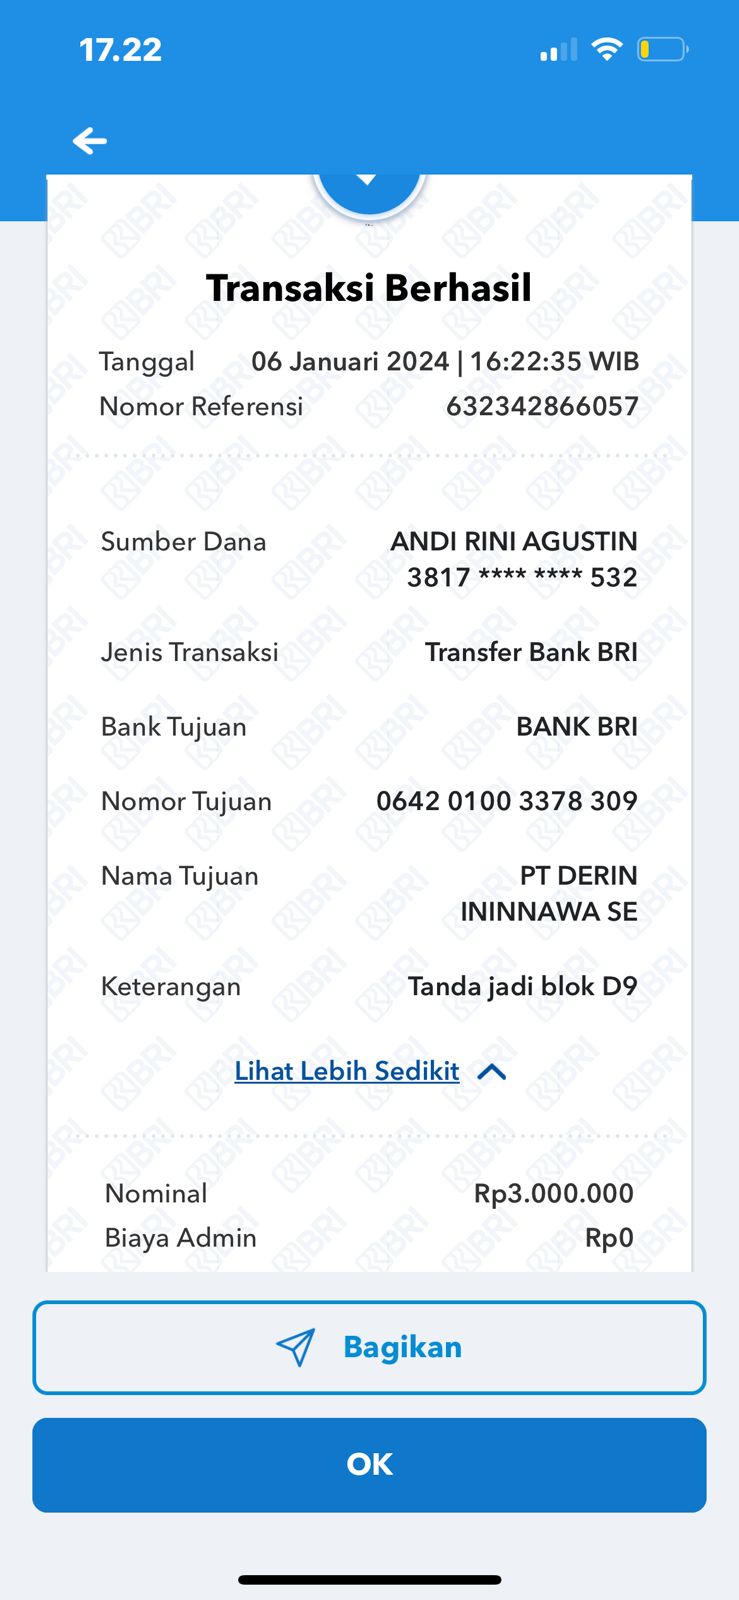 17.22
Transaksi Berhasil
Tanggal 06 Januari 2024 | 16:22:35 WIB
Nomor Referensi 632342866057
Sumber Dana ANDI RINI AGUSTIN
3817 **** **** 532
Jenis Transaksi Transfer Bank BRI
Bank Tujuan BANK BRI
Nomor Tujuan 0642 0100 3378 309
Nama Tujuan PT DERIN
ININNAWA SE
Keterangan Tanda jadi blok D9
Lihat Lebih Sedikit
Nominal Rp3.000.000
Biaya Admin Rp0
Bagikan
OK